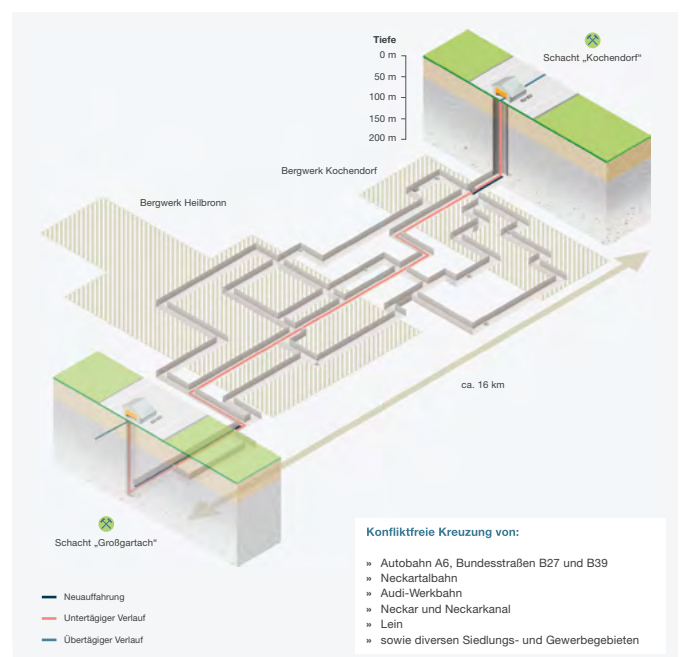 Tiefe
0 m
50 m
100 m
150 m
200 m
Schacht „Kochendorf“
Bergwerk Kochendorf
Bergwerk Heilbronn
ca. 16 km
Schacht „Großgartach“
Neuauffahrung
Untertägiger Verlauf
Übertägiger Verlauf
Konfliktfreie Kreuzung von:
» Autobahn A6, Bundesstraßen B27 und B39
» Neckartalbahn
» Audi-Werkbahn
» Neckar und Neckarkanal
» Lein
» sowie diversen Siedlungs- und Gewerbegebieten